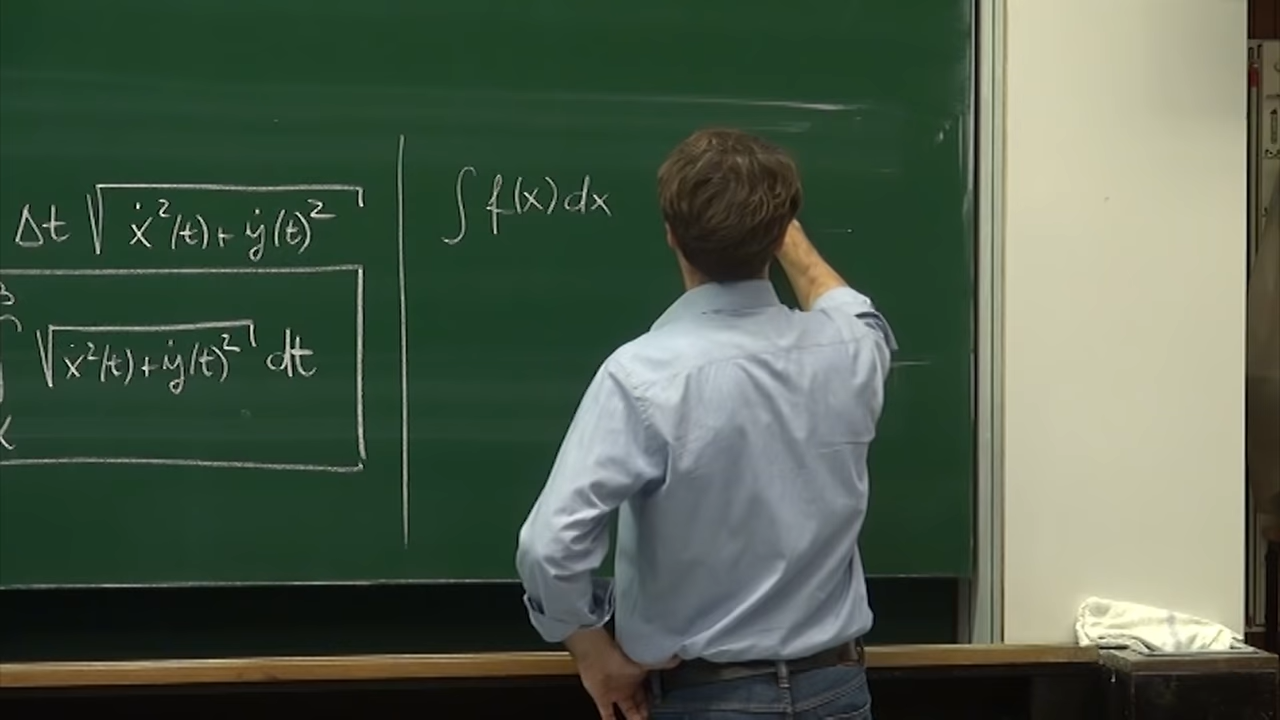 Δt √(ẋ²(t) + ẏ(t)²)
∫ √(ẋ²(t) + ẏ(t)²) dt
∫ f(x) dx